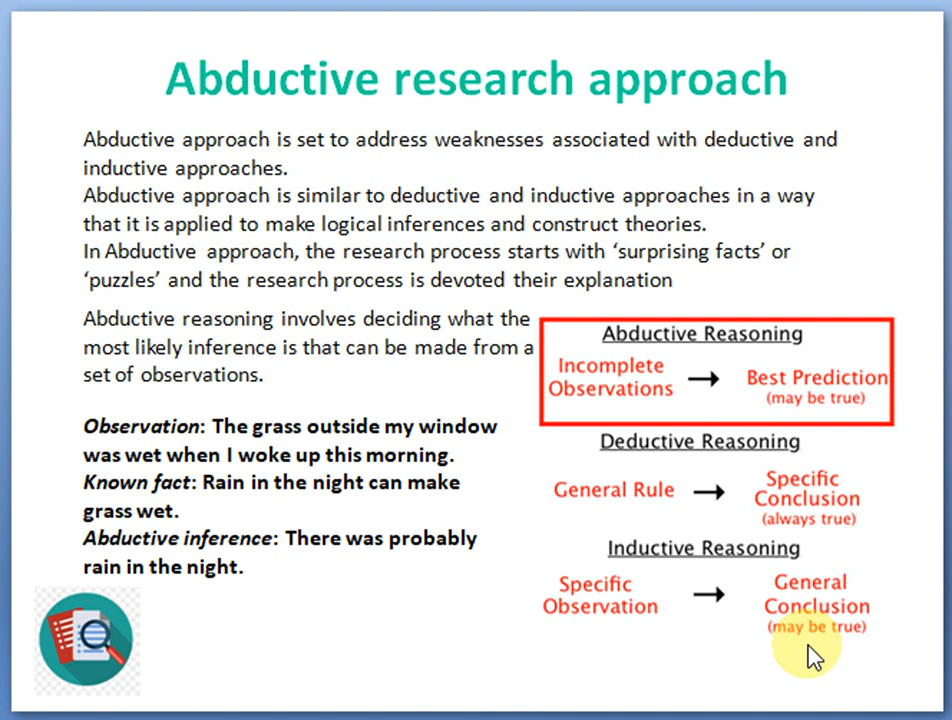 Abductive research approach
Abductive approach is set to address weaknesses associated with deductive and
inductive approaches.
Abductive approach is similar to deductive and inductive approaches in a way
that it is applied to make logical inferences and construct theories.
In Abductive approach, the research process starts with ‘surprising facts’ or
‘puzzles’ and the research process is devoted their explanation
Abductive reasoning involves deciding what the
most likely inference is that can be made from a
set of observations.
Observation: The grass outside my window
was wet when I woke up this morning.
Known fact: Rain in the night can make
grass wet.
Abductive inference: There was probably
rain in the night.
Abductive Reasoning
Incomplete
Observations → Best Prediction
(may be true)
Deductive Reasoning
General Rule → Specific
Conclusion
(always true)
Inductive Reasoning
Specific
Observation → General
Conclusion
(may be true)